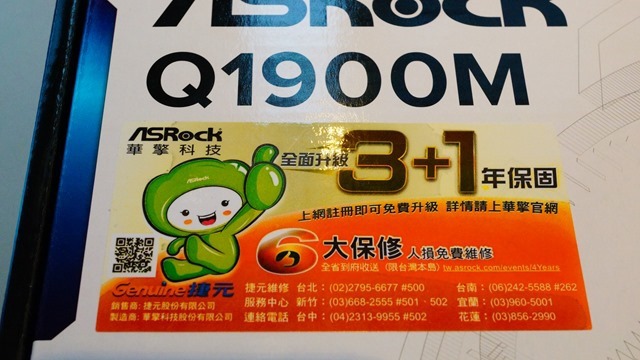 ASRock
Q1900M
ASRock
華擎科技
全面升級 3+1年保固
上網註冊即可免費升級 詳情請上華擎官網
ASRock
6大保修 人損免費維修
全省到府收送 (限台灣本島) tw.asrock.com/events/4Years
Genuine捷元
銷售商: 捷元股份有限公司
製造商: 華擎科技股份有限公司
捷元維修 台北：(02)2795-6677 #500 台南：(06)242-5588 #262
服務中心 新竹：(03)668-2555 #501、502 宜蘭：(03)960-5001
連絡電話 台中：(04)2313-9955 #502 花蓮：(03)856-2990